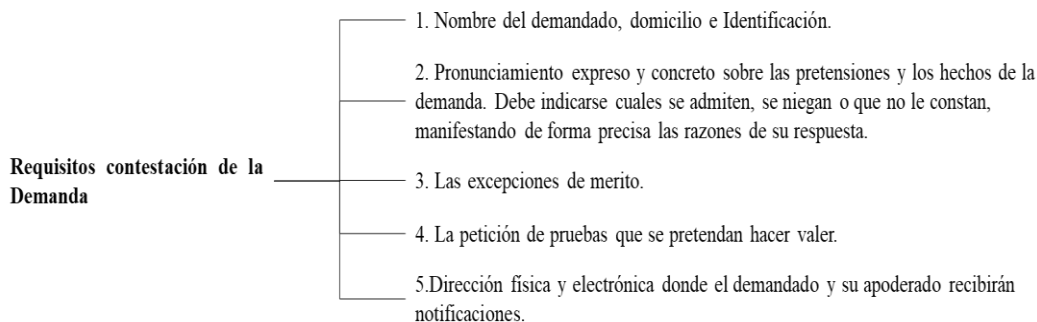 1. Nombre del demandado, domicilio e Identificación.
2. Pronunciamiento expreso y concreto sobre las pretensiones y los hechos de la
demanda. Debe indicarse cuales se admiten, se niegan o que no le constan,
manifestando de forma precisa las razones de su respuesta.
Requisitos contestación de la
Demanda
3. Las excepciones de merito.
4. La petición de pruebas que se pretendan hacer valer.
5.Dirección física y electrónica donde el demandado y su apoderado recibirán
notificaciones.